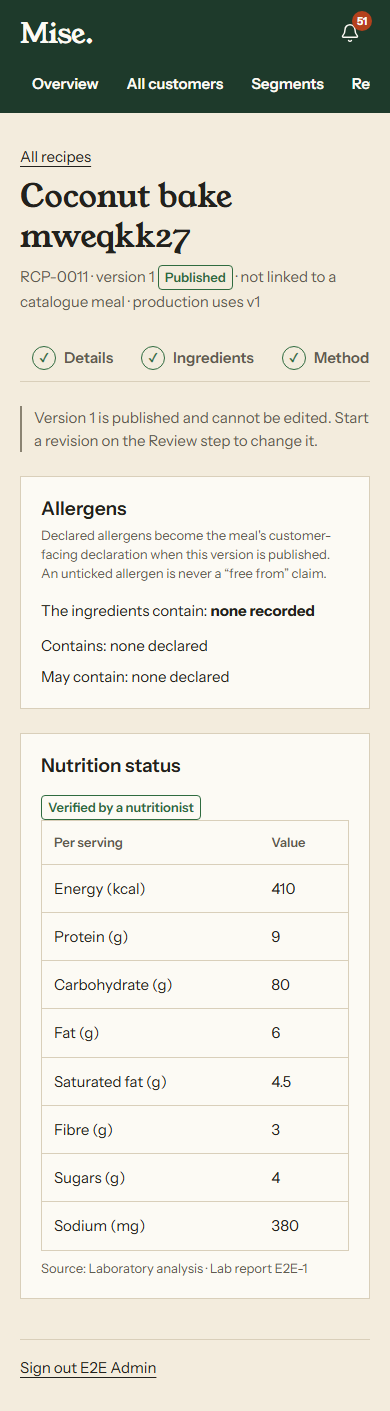 Mise.
51
Overview All customers Segments Re
All recipes
Coconut bake
mweqkk27
RCP-0011 · version 1 Published · not linked to a
catalogue meal · production uses v1
Details Ingredients Method
Version 1 is published and cannot be edited. Start
a revision on the Review step to change it.
Allergens
Declared allergens become the meal's customer-
facing declaration when this version is published.
An unticked allergen is never a “free from” claim.
The ingredients contain: none recorded
Contains: none declared
May contain: none declared
Nutrition status
Verified by a nutritionist
Per serving Value
Energy (kcal) 410
Protein (g) 9
Carbohydrate (g) 80
Fat (g) 6
Saturated fat (g) 4.5
Fibre (g) 3
Sugars (g) 4
Sodium (mg) 380
Source: Laboratory analysis · Lab report E2E-1
Sign out E2E Admin